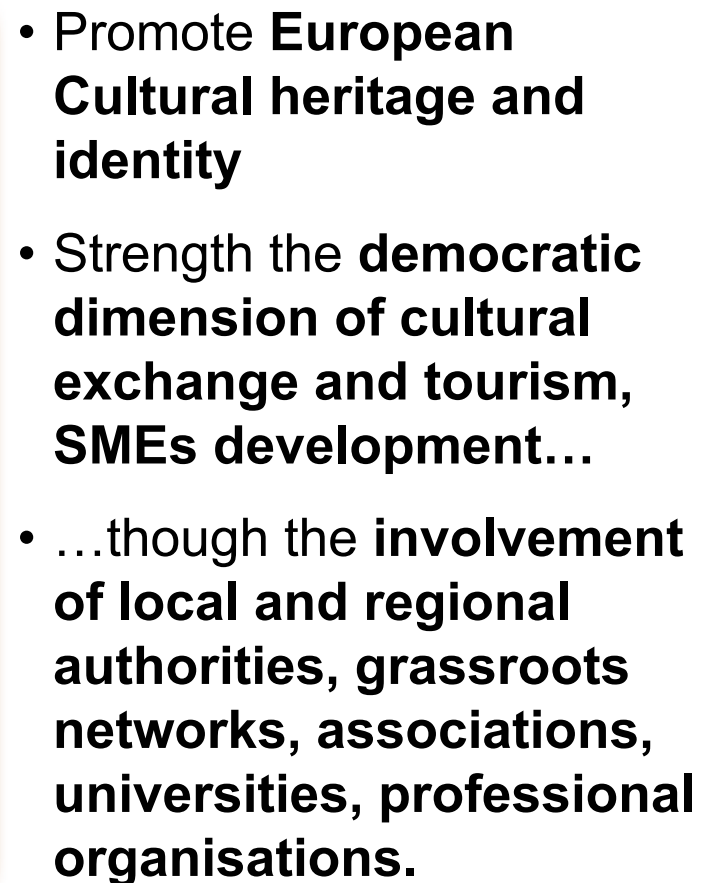 • Promote European
Cultural heritage and
identity
• Strength the democratic
dimension of cultural
exchange and tourism,
SMEs development…
• …though the involvement
of local and regional
authorities, grassroots
networks, associations,
universities, professional
organisations.